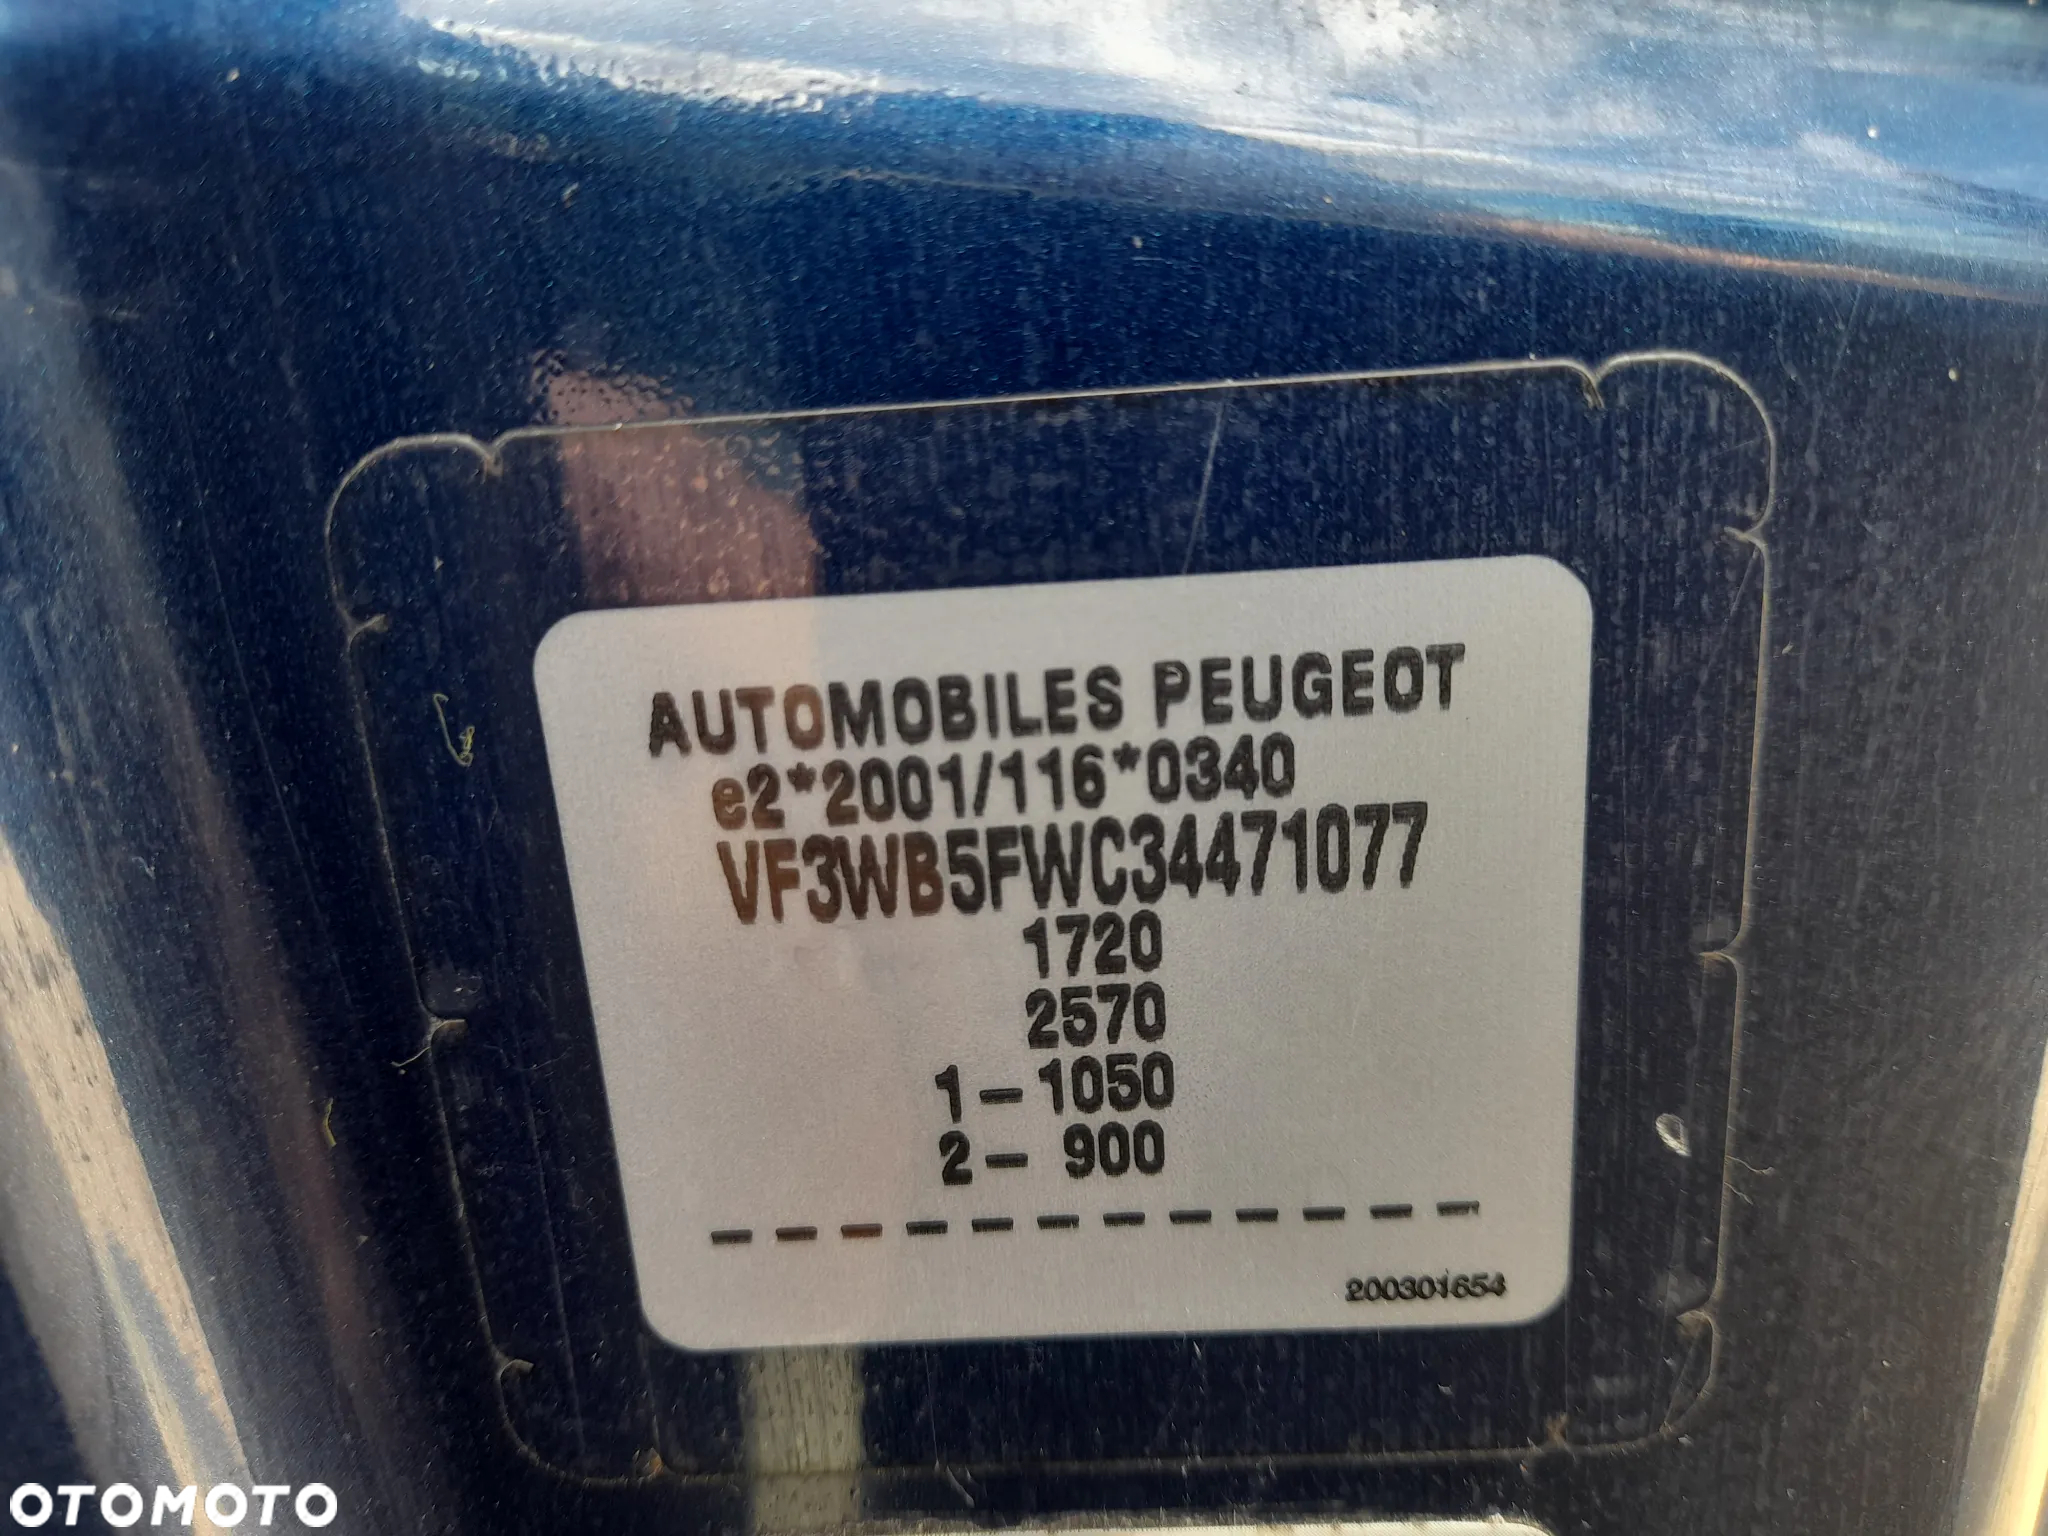 AUTOMOBILES PEUGEOT
e2*2001/116*0340
VF3WB5FWC34471077
1720
2570
1 – 1050
2 – 900
– – – – – – – – – – – –
200301654
OTOMOTO